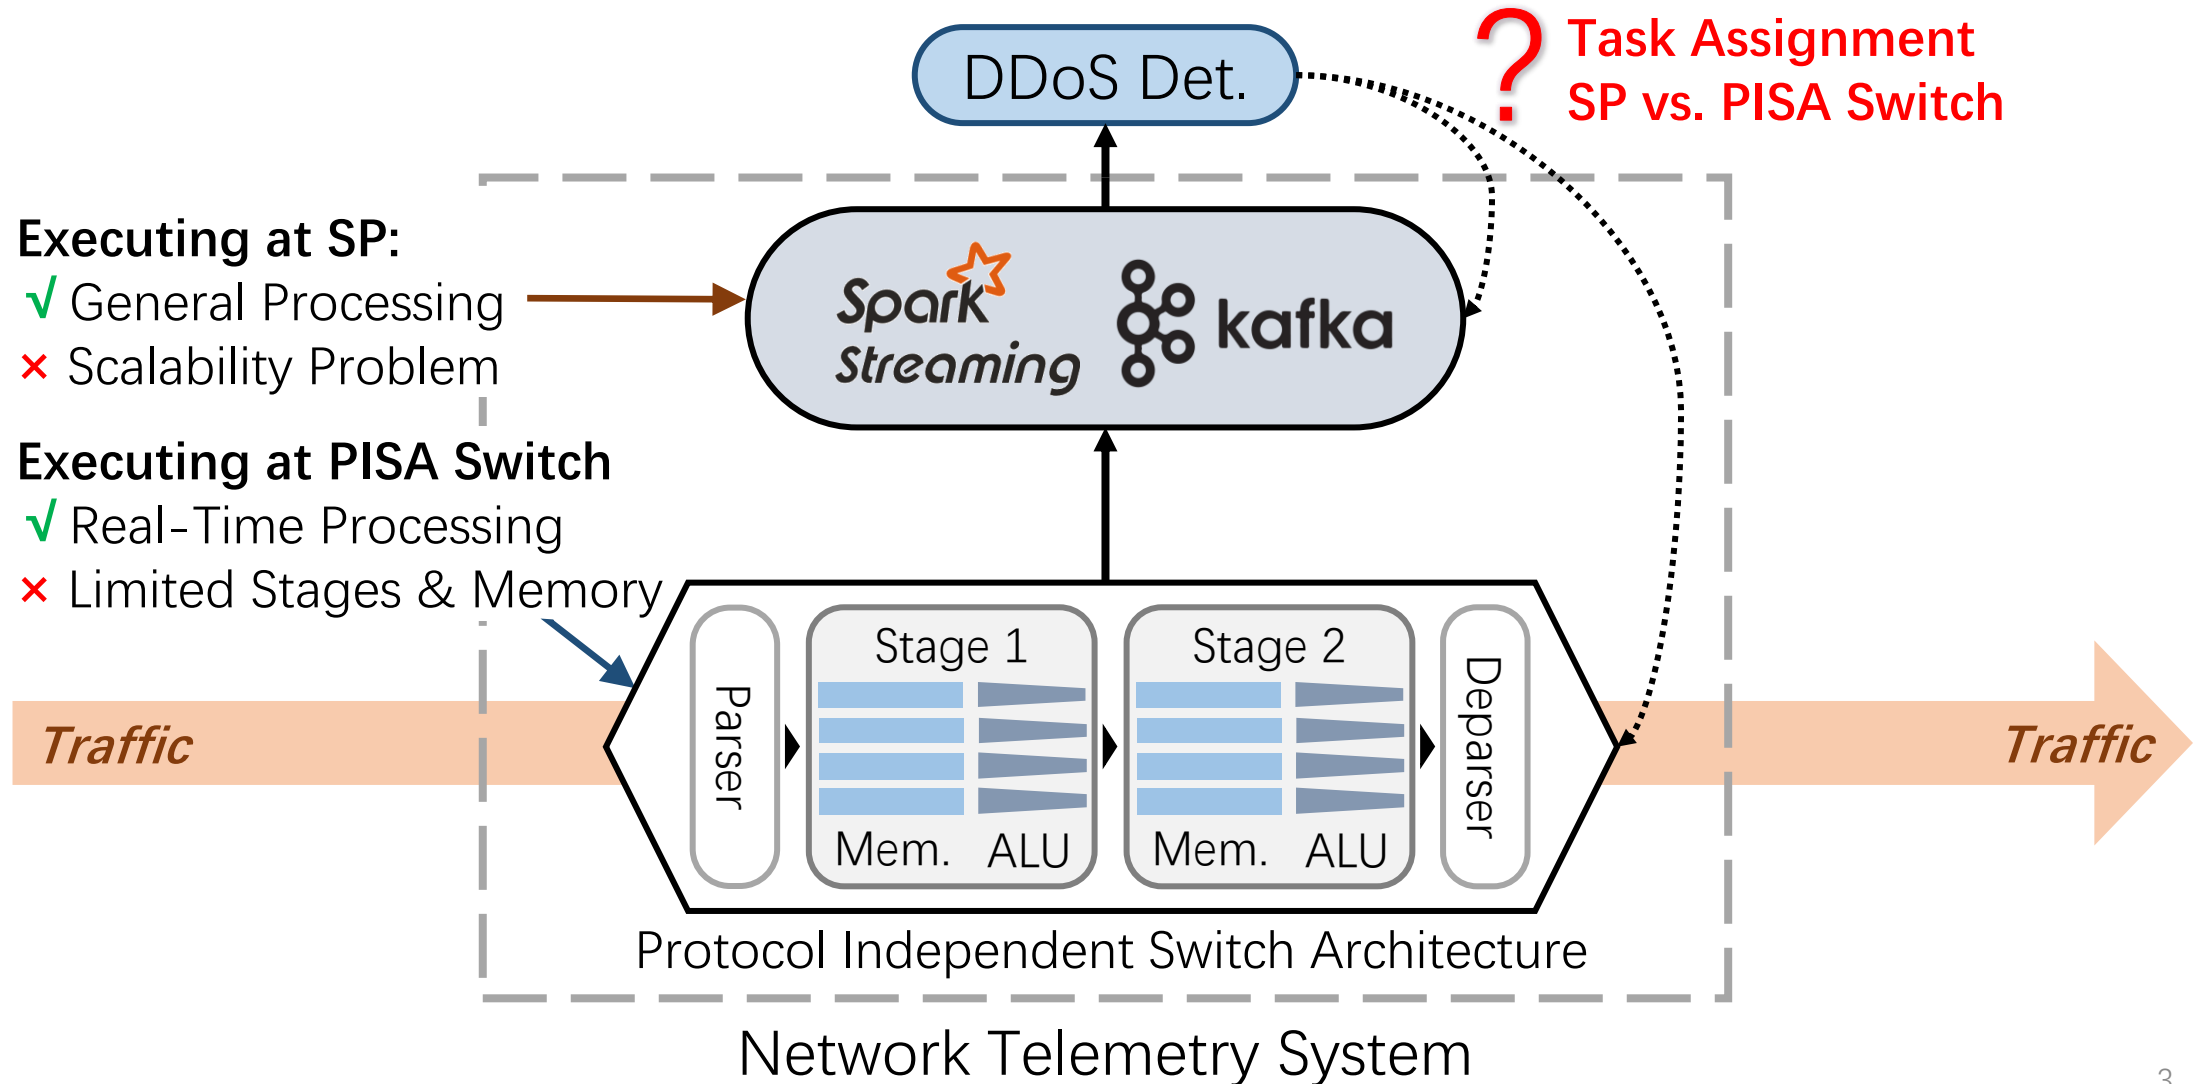 DDoS Det.
? Task Assignment
SP vs. PISA Switch
Executing at SP:
√ General Processing
× Scalability Problem
Spark
Streaming
kafka
Executing at PISA Switch
√ Real-Time Processing
× Limited Stages & Memory
Traffic
Parser
Stage 1
Mem. ALU
Stage 2
Mem. ALU
Deparser
Traffic
Protocol Independent Switch Architecture
Network Telemetry System
3